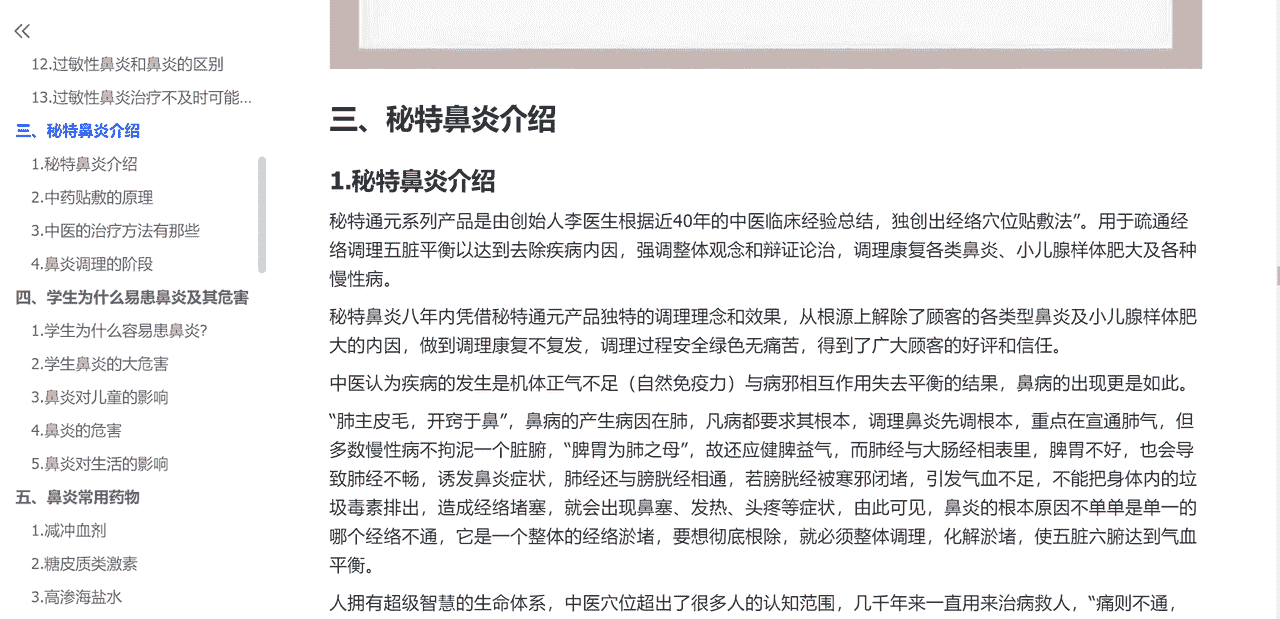 12.过敏性鼻炎和鼻炎的区别
13.过敏性鼻炎治疗不及时可能...
三、秘特鼻炎介绍
1.秘特鼻炎介绍
2.中药贴敷的原理
3.中医的治疗方法有那些
4.鼻炎调理的阶段
四、学生为什么易患鼻炎及其危害
1.学生为什么容易患鼻炎?
2.学生鼻炎的大危害
3.鼻炎对儿童的影响
4.鼻炎的危害
5.鼻炎对生活的影响
五、鼻炎常用药物
1.减冲血剂
2.糖皮质类激素
3.高渗海盐水
三、秘特鼻炎介绍
1.秘特鼻炎介绍
秘特通元系列产品是由创始人李医生根据近40年的中医临床经验总结，独创出经络穴位贴敷法”。用于疏通经
络调理五脏平衡以达到去除疾病内因，强调整体观念和辩证论治，调理康复各类鼻炎、小儿腺样体肥大及各种
慢性病。
秘特鼻炎八年内凭借秘特通元产品独特的调理理念和效果，从根源上解除了顾客的各类型鼻炎及小儿腺样体肥
大的内因，做到调理康复不复发，调理过程安全绿色无痛苦，得到了广大顾客的好评和信任。
中医认为疾病的发生是机体正气不足（自然免疫力）与病邪相互作用失去平衡的结果，鼻病的出现更是如此。
“肺主皮毛，开窍于鼻”，鼻病的产生病因在肺，凡病都要求其根本，调理鼻炎先调根本，重点在宣通肺气，但
多数慢性病不拘泥一个脏腑，“脾胃为肺之母”，故还应健脾益气，而肺经与大肠经相表里，脾胃不好，也会导
致肺经不畅，诱发鼻炎症状，肺经还与膀胱经相通，若膀胱经被寒邪闭堵，引发气血不足，不能把身体内的垃
圾毒素排出，造成经络堵塞，就会出现鼻塞、发热、头疼等症状，由此可见，鼻炎的根本原因不单单是单一的
哪个经络不通，它是一个整体的经络淤堵，要想彻底根除，就必须整体调理，化解淤堵，使五脏六腑达到气血
平衡。
人拥有超级智慧的生命体系，中医穴位超出了很多人的认知范围，几千年来一直用来治病救人，“痛则不通，